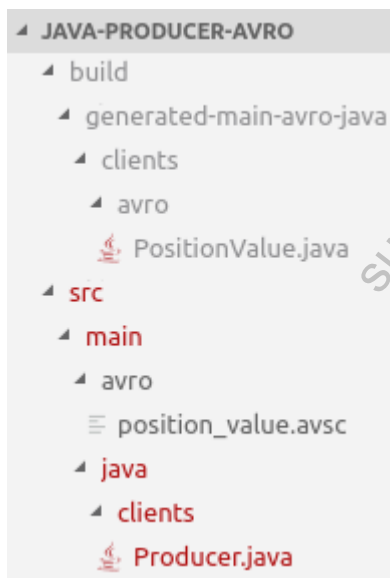 JAVA-PRODUCER-AVRO
build
generated-main-avro-java
clients
avro
PositionValue.java
src
main
avro
position_value.avsc
java
clients
Producer.java